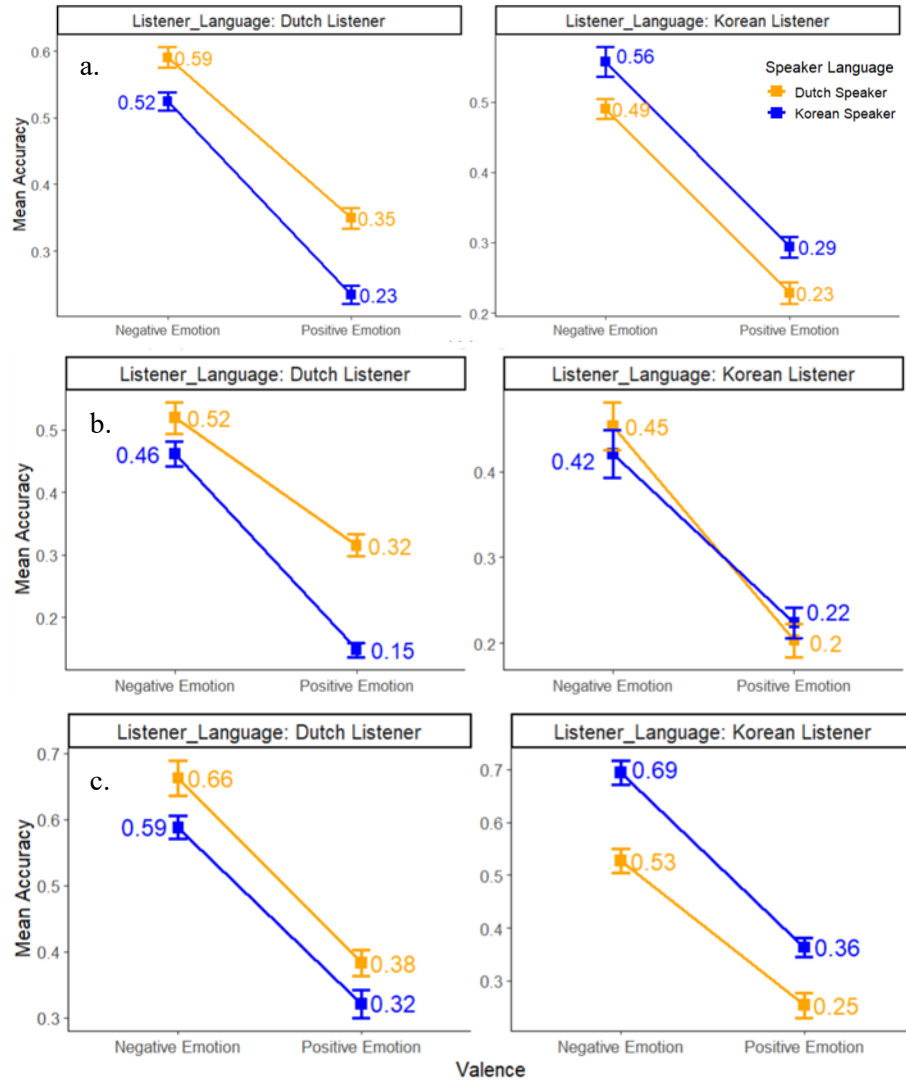 Listener_Language: Dutch Listener
Listener_Language: Korean Listener
a.
Mean Accuracy
0.6
0.5
0.4
0.3
0.59
0.52
0.35
0.23
Negative Emotion
Positive Emotion
0.5
0.4
0.3
0.2
0.56
0.49
0.29
0.23
Speaker Language
Dutch Speaker
Korean Speaker
Negative Emotion
Positive Emotion
Listener_Language: Dutch Listener
Listener_Language: Korean Listener
b.
Mean Accuracy
0.5
0.4
0.3
0.2
0.52
0.46
0.32
0.15
Negative Emotion
Positive Emotion
0.4
0.3
0.2
0.45
0.42
0.22
0.2
Negative Emotion
Positive Emotion
Listener_Language: Dutch Listener
Listener_Language: Korean Listener
c.
Mean Accuracy
0.7
0.6
0.5
0.4
0.3
0.66
0.59
0.38
0.32
Negative Emotion
Positive Emotion
0.7
0.6
0.5
0.4
0.3
0.69
0.53
0.36
0.25
Negative Emotion
Positive Emotion
Valence